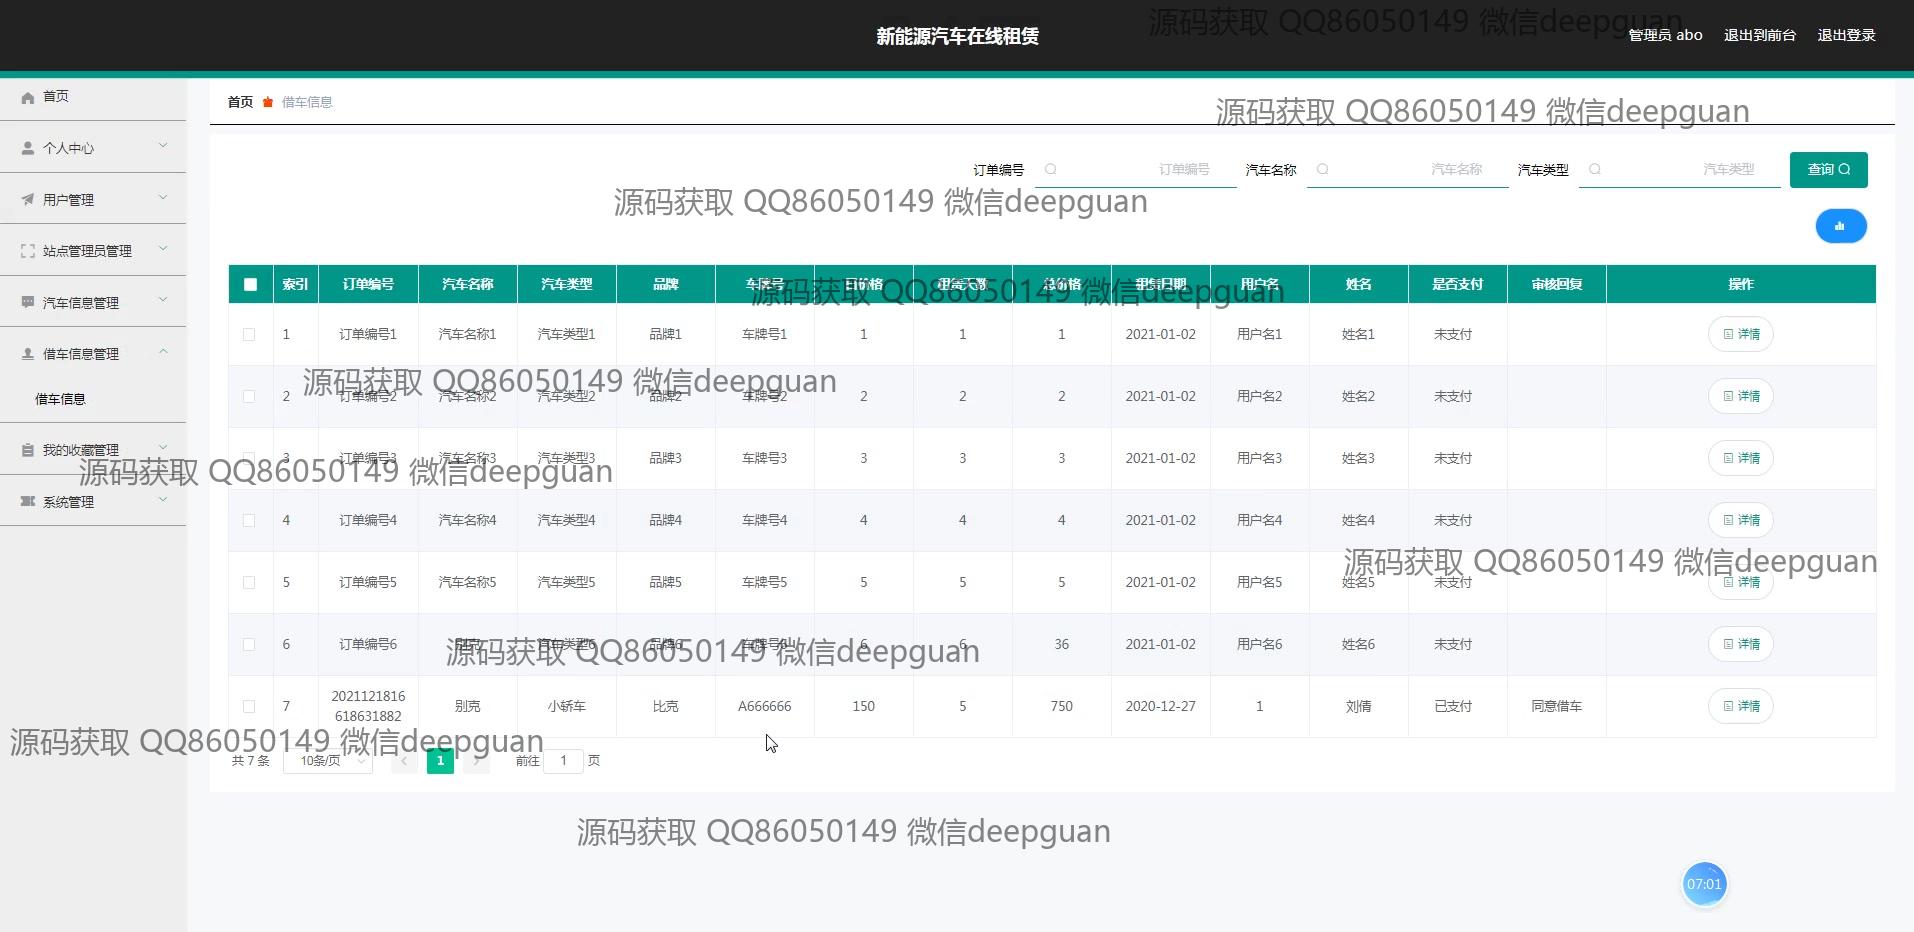 新能源汽车在线租赁
管理员 abo 退出到前台 退出登录
源码获取 QQ86050149 微信deepguan
首页
个人中心
用户管理
站点管理员管理
汽车信息管理
借车信息管理
借车信息
我的收藏管理
系统管理
首页 借车信息
源码获取 QQ86050149 微信deepguan
订单编号 订单编号 汽车名称 汽车名称 汽车类型 汽车类型 查询
源码获取 QQ86050149 微信deepguan
索引 订单编号 汽车名称 汽车类型 品牌 车牌号 日价格 租赁天数 总价格 租赁日期 用户名 姓名 是否支付 审核回复 操作
源码获取 QQ86050149 微信deepguan
1 订单编号1 汽车名称1 汽车类型1 品牌1 车牌号1 1 1 1 2021-01-02 用户名1 姓名1 未支付 详情
源码获取 QQ86050149 微信deepguan
2 订单编号2 汽车名称2 汽车类型2 品牌2 车牌号2 2 2 2 2021-01-02 用户名2 姓名2 未支付 详情
3 订单编号3 汽车名称3 汽车类型3 品牌3 车牌号3 3 3 3 2021-01-02 用户名3 姓名3 未支付 详情
源码获取 QQ86050149 微信deepguan
4 订单编号4 汽车名称4 汽车类型4 品牌4 车牌号4 4 4 4 2021-01-02 用户名4 姓名4 未支付 详情
源码获取 QQ86050149 微信deepguan
5 订单编号5 汽车名称5 汽车类型5 品牌5 车牌号5 5 5 5 2021-01-02 用户名5 姓名5 未支付 详情
6 订单编号6 别克 汽车类型6 品牌6 车牌号6 6 6 36 2021-01-02 用户名6 姓名6 未支付 详情
源码获取 QQ86050149 微信deepguan
7 2021121816618631882 别克 小轿车 比克 A666666 150 5 750 2020-12-27 1 刘倩 已支付 同意借车 详情
源码获取 QQ86050149 微信deepguan
共 7 条 10条/页 1 前往 1 页
源码获取 QQ86050149 微信deepguan
07:01